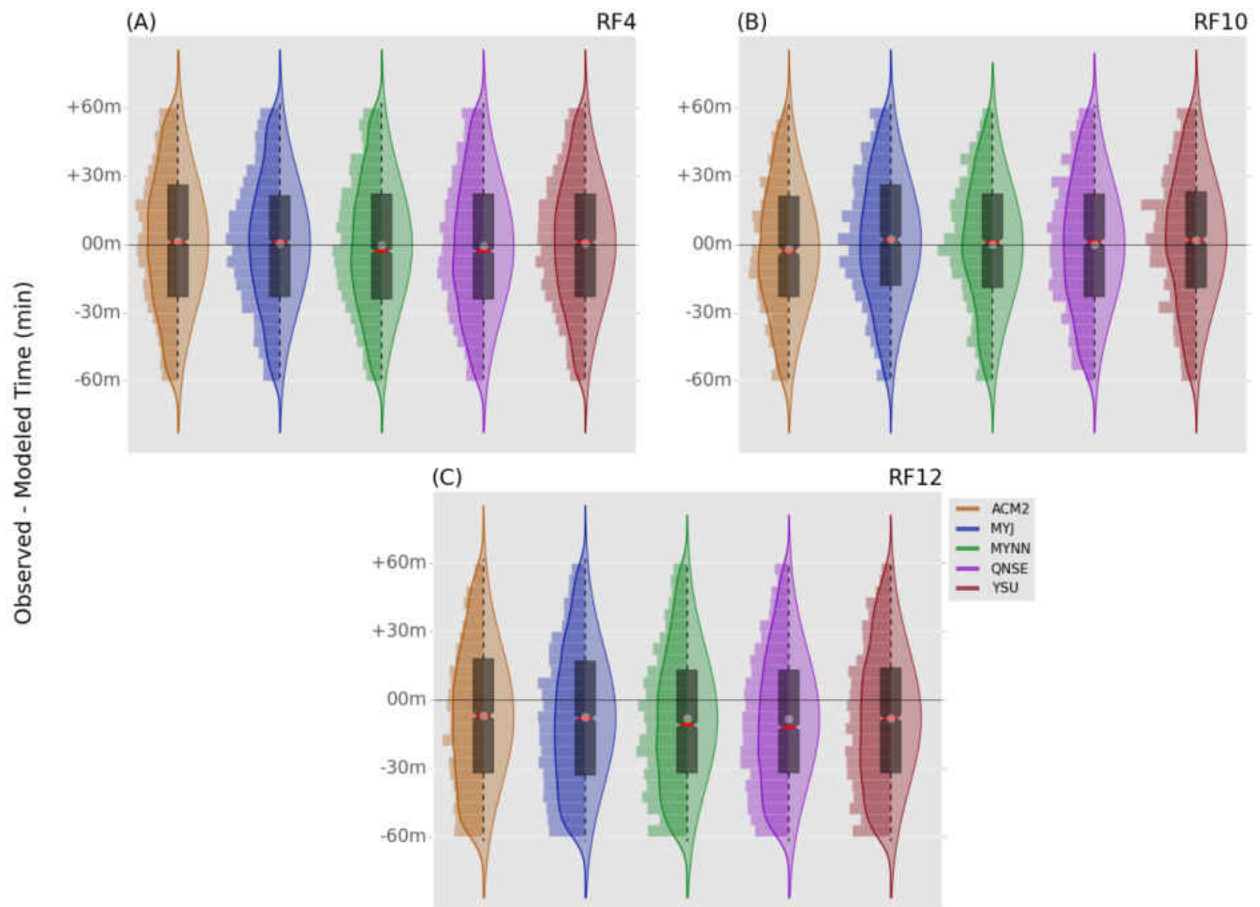 (A) RF4
+60m
+30m
00m
-30m
-60m
(B) RF10
+60m
+30m
00m
-30m
-60m
Observed - Modeled Time (min)
(C) RF12
+60m
+30m
00m
-30m
-60m
ACM2
MYJ
MYNN
QNSE
YSU